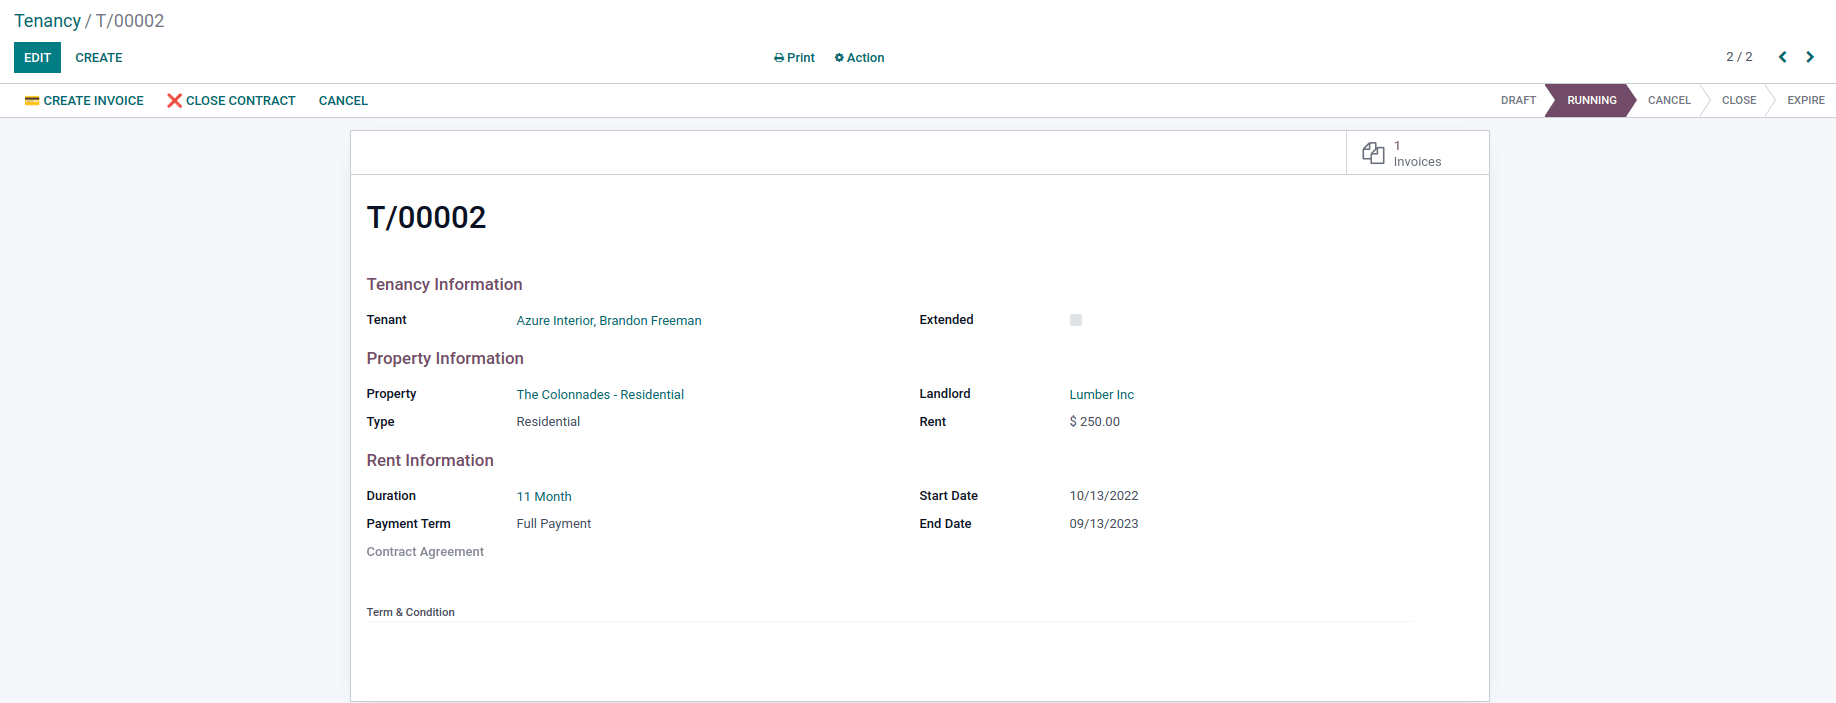 Tenancy / T/00002
EDIT CREATE Print Action 2 / 2
CREATE INVOICE CLOSE CONTRACT CANCEL DRAFT RUNNING CANCEL CLOSE EXPIRE
1
Invoices
T/00002
Tenancy Information
Tenant Azure Interior, Brandon Freeman Extended
Property Information
Property The Colonnades - Residential Landlord Lumber Inc
Type Residential Rent $ 250.00
Rent Information
Duration 11 Month Start Date 10/13/2022
Payment Term Full Payment End Date 09/13/2023
Contract Agreement
Term & Condition